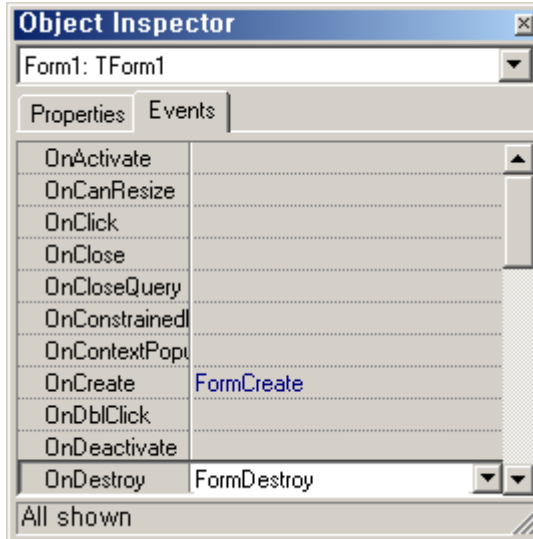 Object Inspector
Form1: TForm1
Properties Events
OnActivate
OnCanResize
OnClick
OnClose
OnCloseQuery
OnConstrained
OnContextPopu
OnCreate FormCreate
OnDblClick
OnDeactivate
OnDestroy FormDestroy
All shown